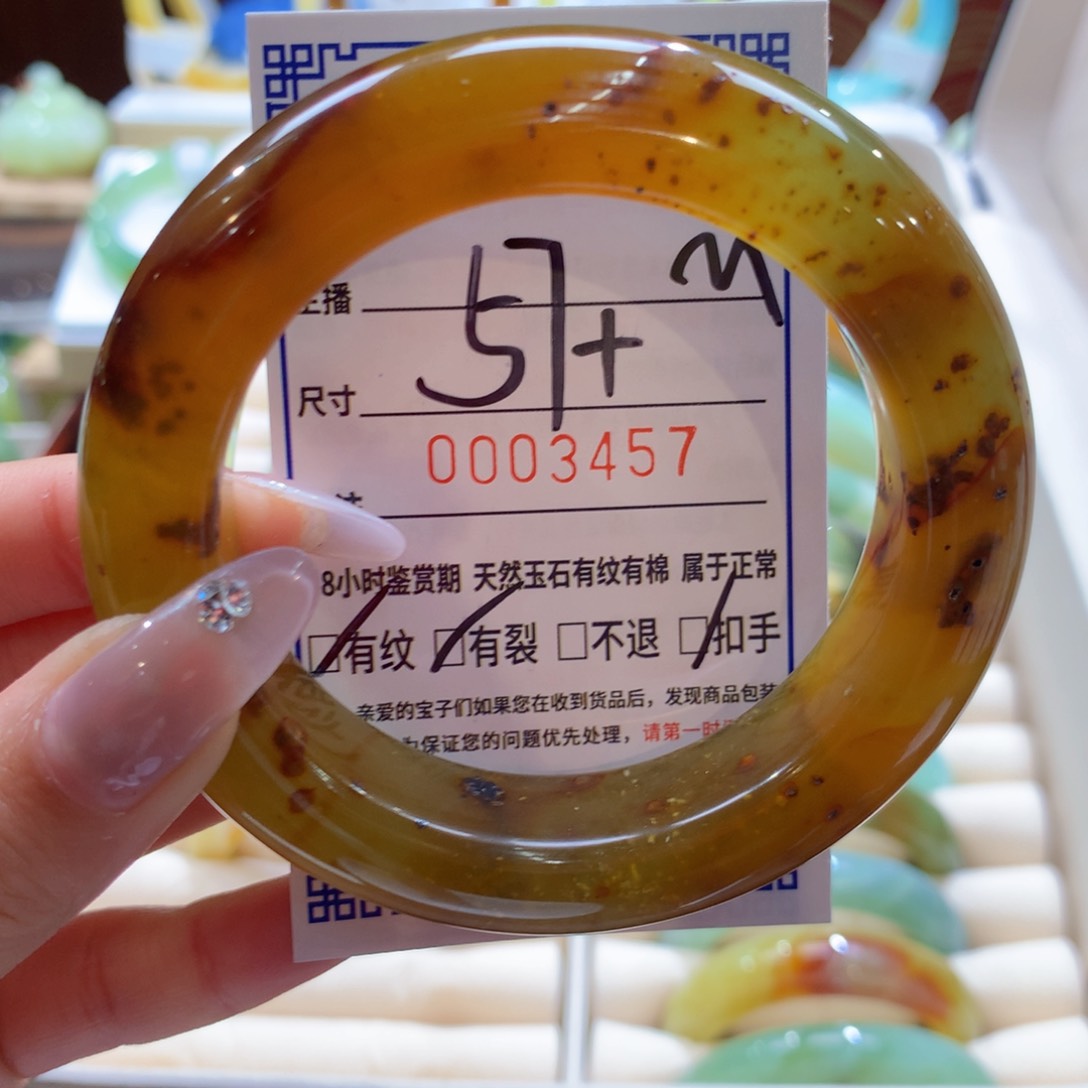 主播 M
尺寸 57+
0003457
8小时鉴赏期 天然玉石有纹有棉 属于正常
□有纹 □有裂 □不退 □扣手
亲爱的宝子们如果您在收到货品后，发现商品包装
为保证您的问题优先处理，请第一时